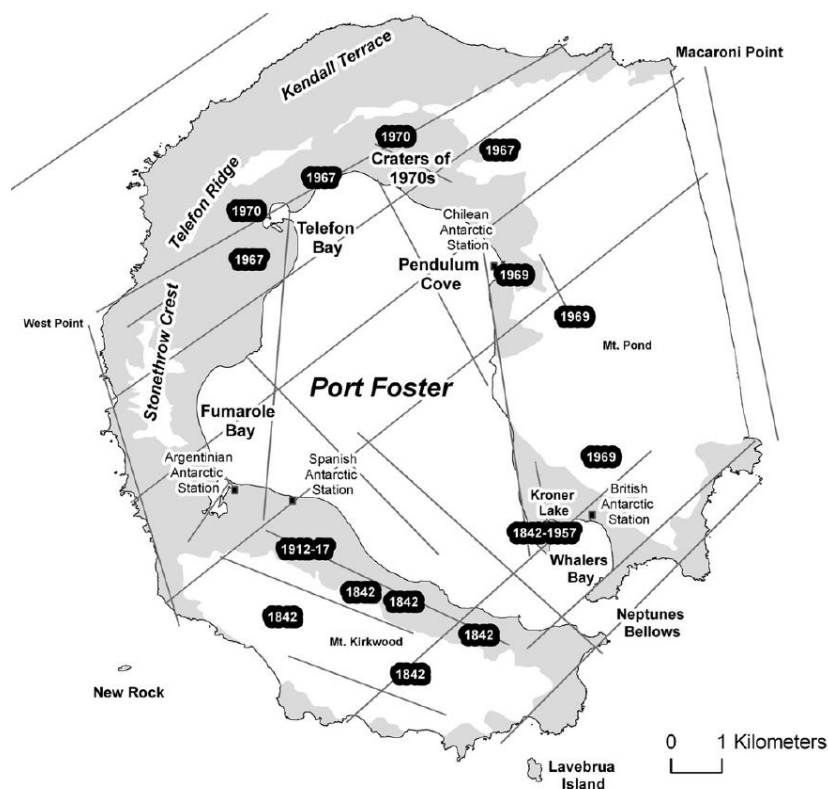 Macaroni Point
Kendall Terrace
1970
Craters of
1970s
1967
1967
Telefon Ridge
1970
Telefon
Bay
Chilean
Antarctic
Station
1967
Pendulum
Cove
1969
1969
West Point
Stonethrow Crest
Mt. Pond
Port Foster
Fumarole
Bay
Argentinian
Antarctic
Station
Spanish
Antarctic
Station
1969
Kroner
Lake
British
Antarctic
Station
1842-1957
Whalers
Bay
1912-17
1842
1842
1842
1842
Mt. Kirkwood
Neptunes
Bellows
1842
New Rock
0 1 Kilometers
Lavebrua
Island